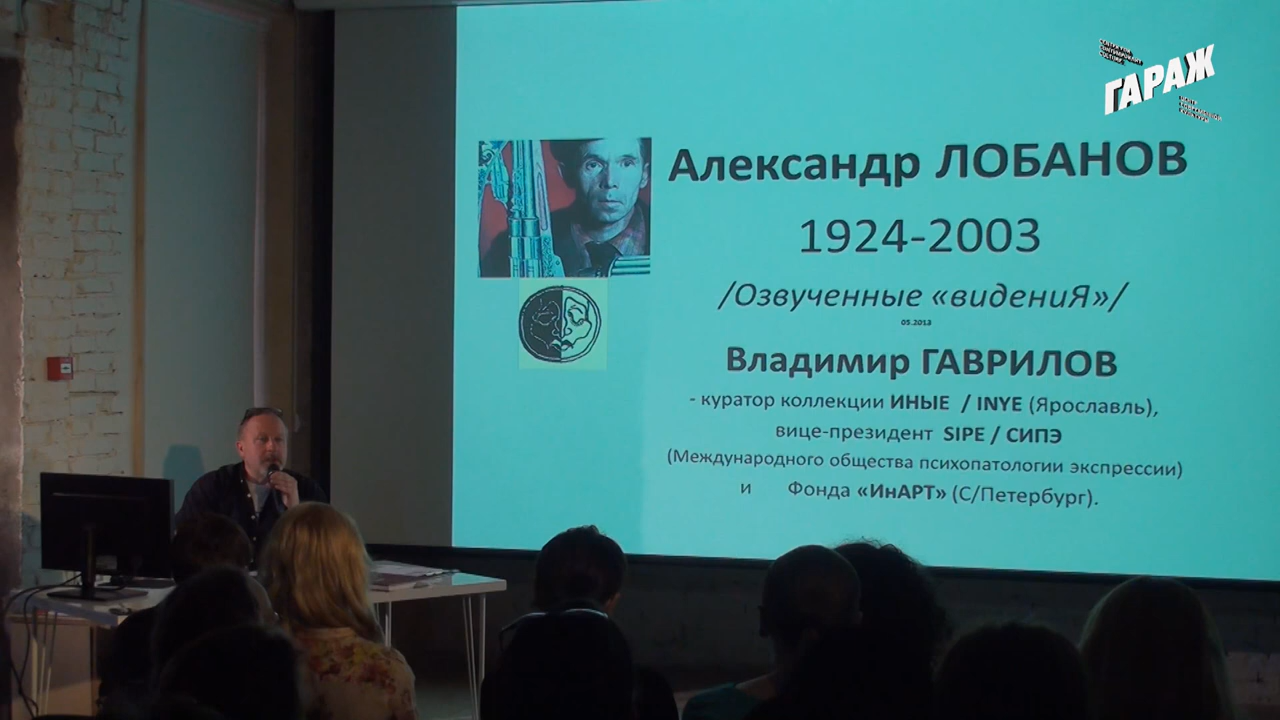 ГАРАЖ
Александр ЛОБАНОВ
1924-2003
/Озвученные «видениЯ»/
05.2013
Владимир ГАВРИЛОВ
- куратор коллекции ИНЫЕ / INYE (Ярославль),
вице-президент SIPE / СИПЭ
(Международного общества психопатологии экспрессии)
и Фонда «ИнАРТ» (С/Петербург).